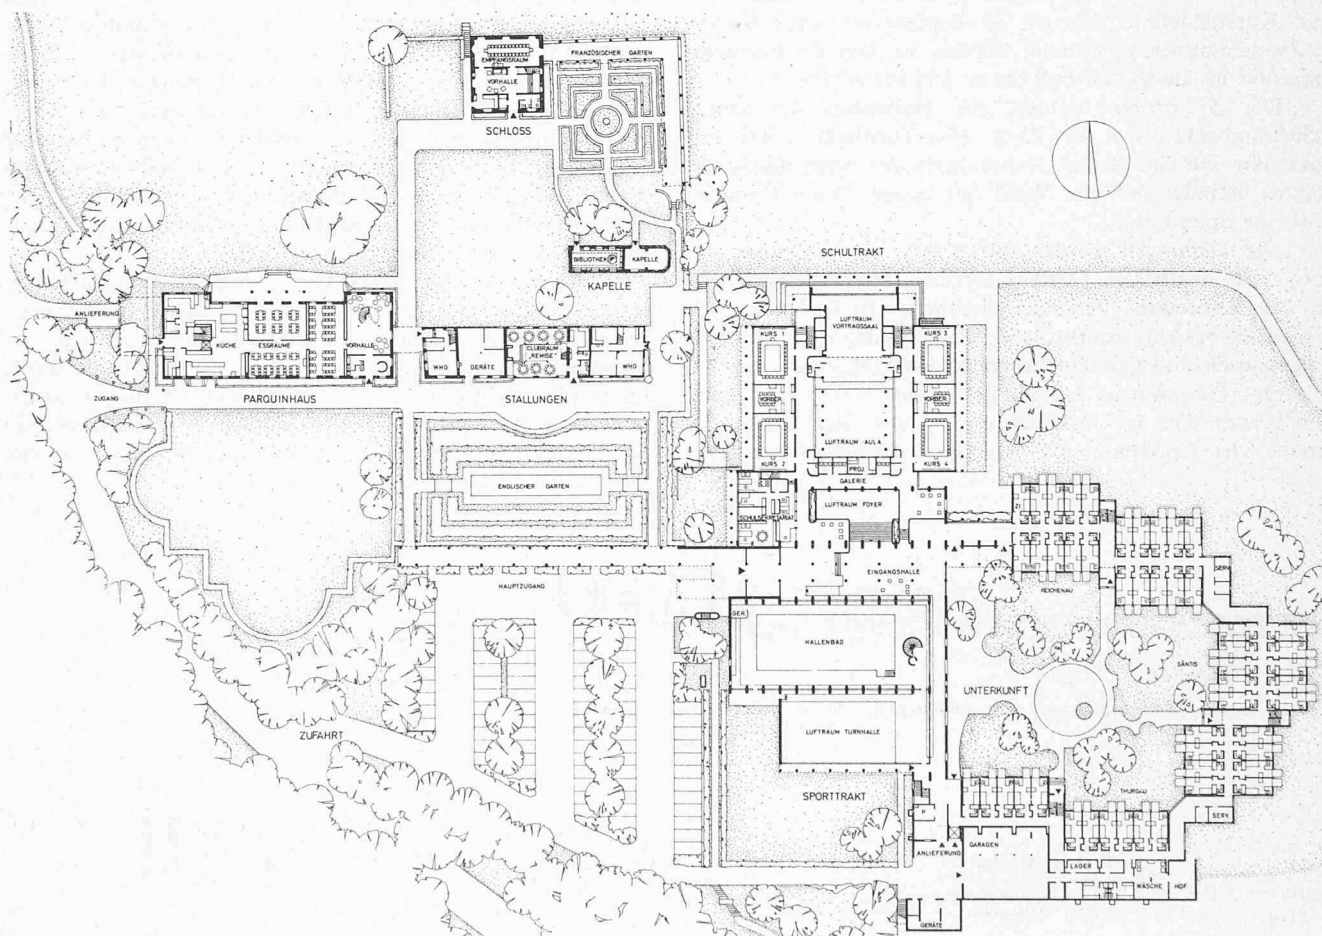 EMPFANGSRAUM
VORHALLE
FRANZÖSISCHER GARTEN
SCHLOSS
BIBLIOTHEK
KAPELLE
KAPELLE
SCHULTRAKT
ANLIEFERUNG
KÜCHE
ESSRÄUME
VORHALLE
ZUGANG
PARQUINHAUS
WHG
GERÄTE
CLUBRAUM
"REMISE"
WHG
STALLUNGEN
LUFTRAUM
VORTRAGSSAAL
KURS 1
KURS 3
VORBER.
VORBER.
LUFTRAUM AULA
KURS 2
KURS 4
PROJ.
GALERIE
LUFTRAUM FOYER
SCHULSEKRETARIAT
ENGLISCHER GARTEN
HAUPTZUGANG
EINGANGSHALLE
ZI
REICHENAU
SERV.
GER.
HALLENBAD
SÄNTIS
UNTERKUNFT
LUFTRAUM TURNHALLE
ZUFAHRT
SPORTTRAKT
THURGAU
SERV.
ANLIEFERUNG
GARAGEN
LAGER
WÄSCHE
HOF
GERÄTE